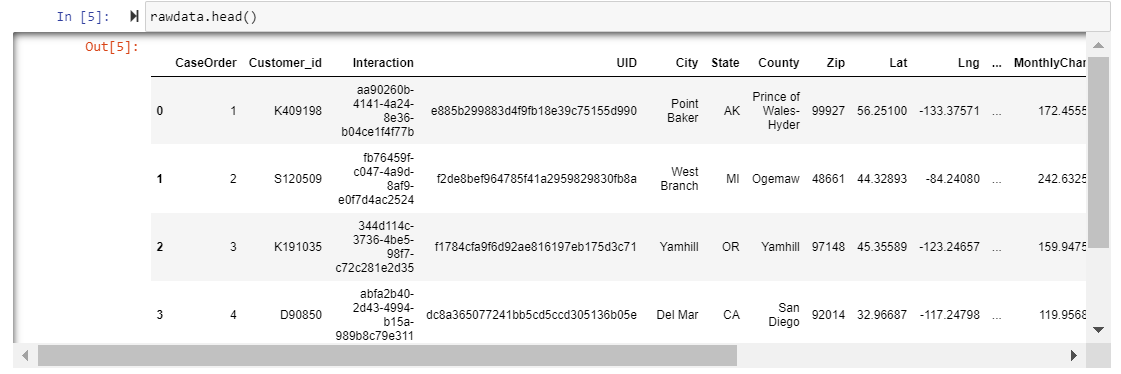 In [5]: rawdata.head()
Out[5]:
CaseOrder Customer_id Interaction UID City State County Zip Lat Lng ... MonthlyChar
0 1 K409198 aa90260b-4141-4a24-8e36-b04ce1f4f77b e885b299883d4f9fb18e39c75155d990 Point Baker AK Prince of Wales-Hyder 99927 56.25100 -133.37571 ... 172.4555
1 2 S120509 fb76459f-c047-4a9d-8af9-e0f7d4ac2524 f2de8bef964785f41a2959829830fb8a West Branch MI Ogemaw 48661 44.32893 -84.24080 ... 242.6325
2 3 K191035 344d114c-3736-4be5-98f7-c72c281e2d35 f1784cfa9f6d92ae816197eb175d3c71 Yamhill OR Yamhill 97148 45.35589 -123.24657 ... 159.9475
3 4 D90850 abfa2b40-2d43-4994-b15a-989b8c79e311 dc8a365077241bb5cd5ccd305136b05e Del Mar CA San Diego 92014 32.96687 -117.24798 ... 119.9568